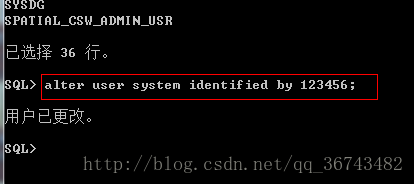 SYSDG
SPATIAL_CSW_ADMIN_USR
已选择 36 行。
SQL> alter user system identified by 123456;
用户已更改。
SQL>
http://blog.csdn.net/qq_36743482